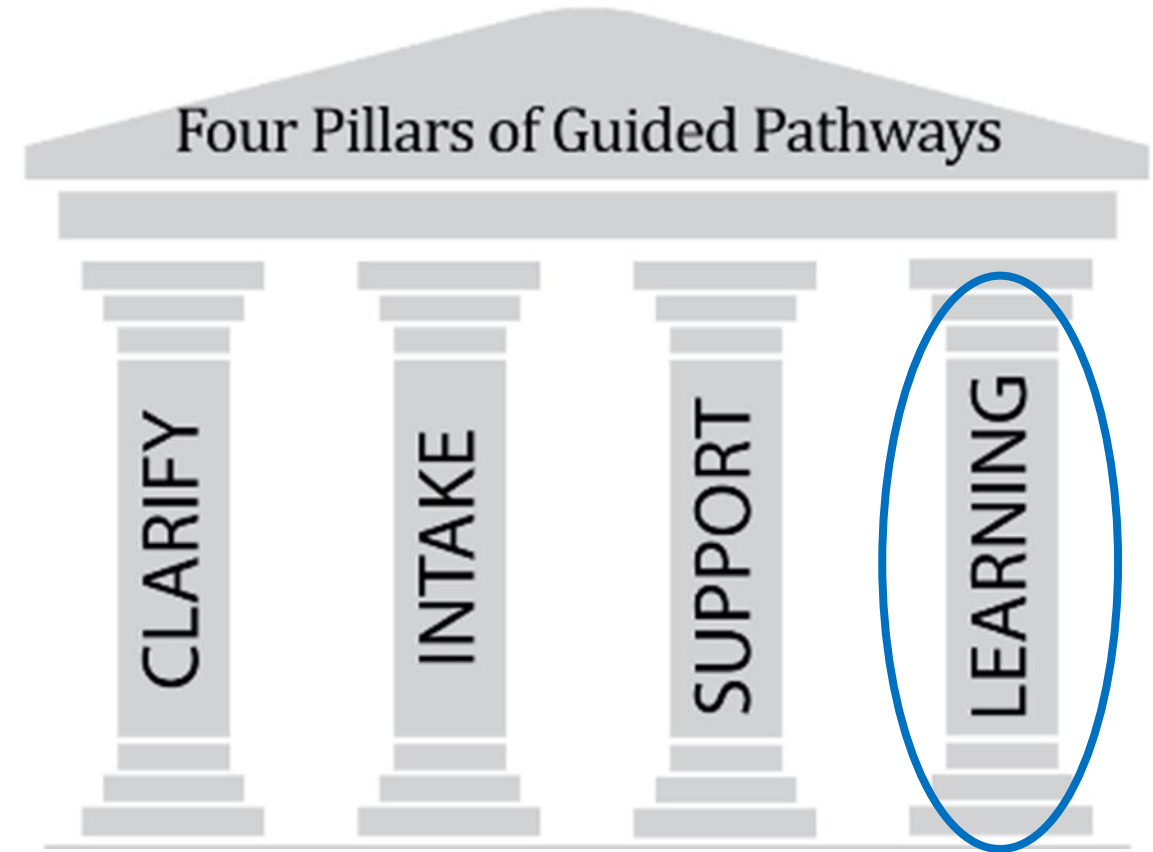 Four Pillars of Guided Pathways
CLARIFY
INTAKE
SUPPORT
LEARNING